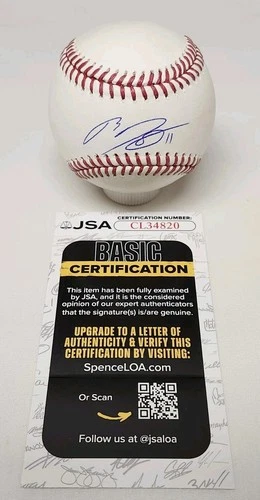 11
JSA
CERTIFICATION NUMBER:
CL34820
BASIC
CERTIFICATION
This item has been fully examined
by JSA, and it is the considered
opinion of our expert authenticators
that the signature(s) is/are genuine.
UPGRADE TO A LETTER OF
AUTHENTICITY & VERIFY THIS
CERTIFICATION BY VISITING:
SpenceLOA.com
Or Scan
Follow us at @jsaloa